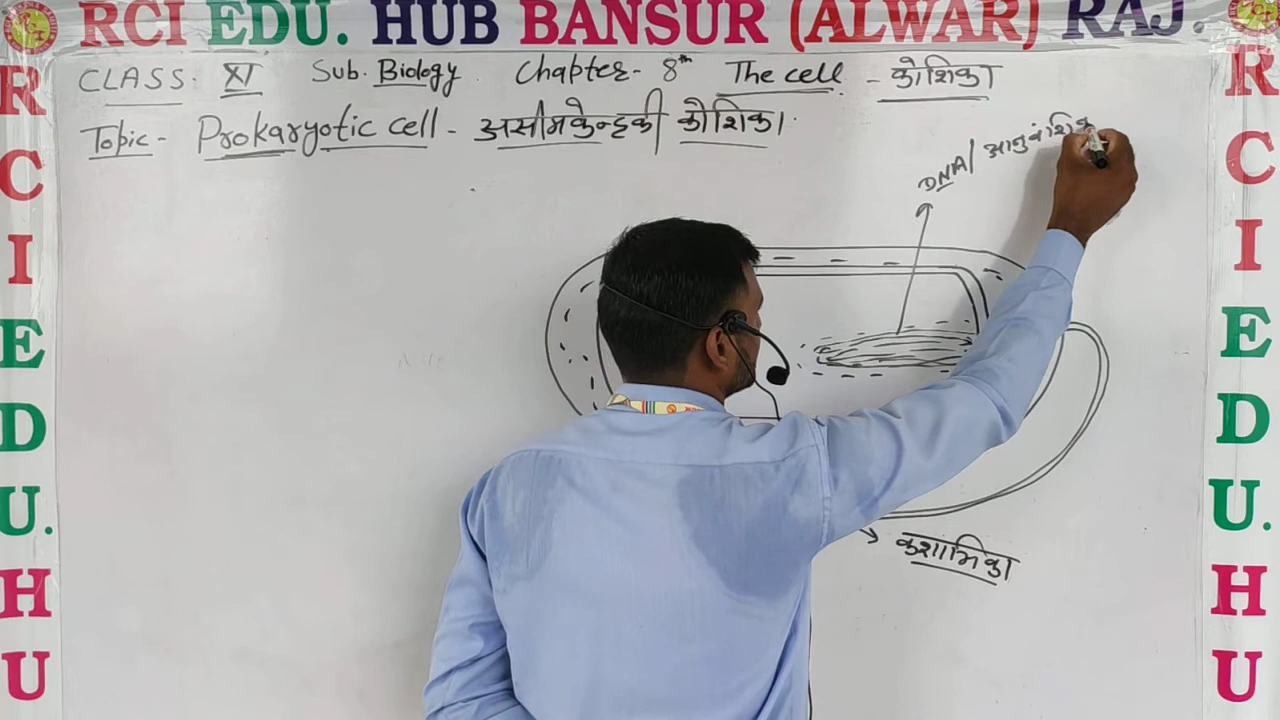 RCI EDU. HUB BANSUR (ALWAR) RAJ.
CLASS: XI Sub. Biology. Chapter- 8th The cell - कोशिका
Topic- Prokaryotic cell - असीमकेन्द्रकी कोशिका.
DNA/ आनुवंशिक
कशाभिका
R
C
I
E
D
U.
H
U
R
C
I
E
D
U.
H
U